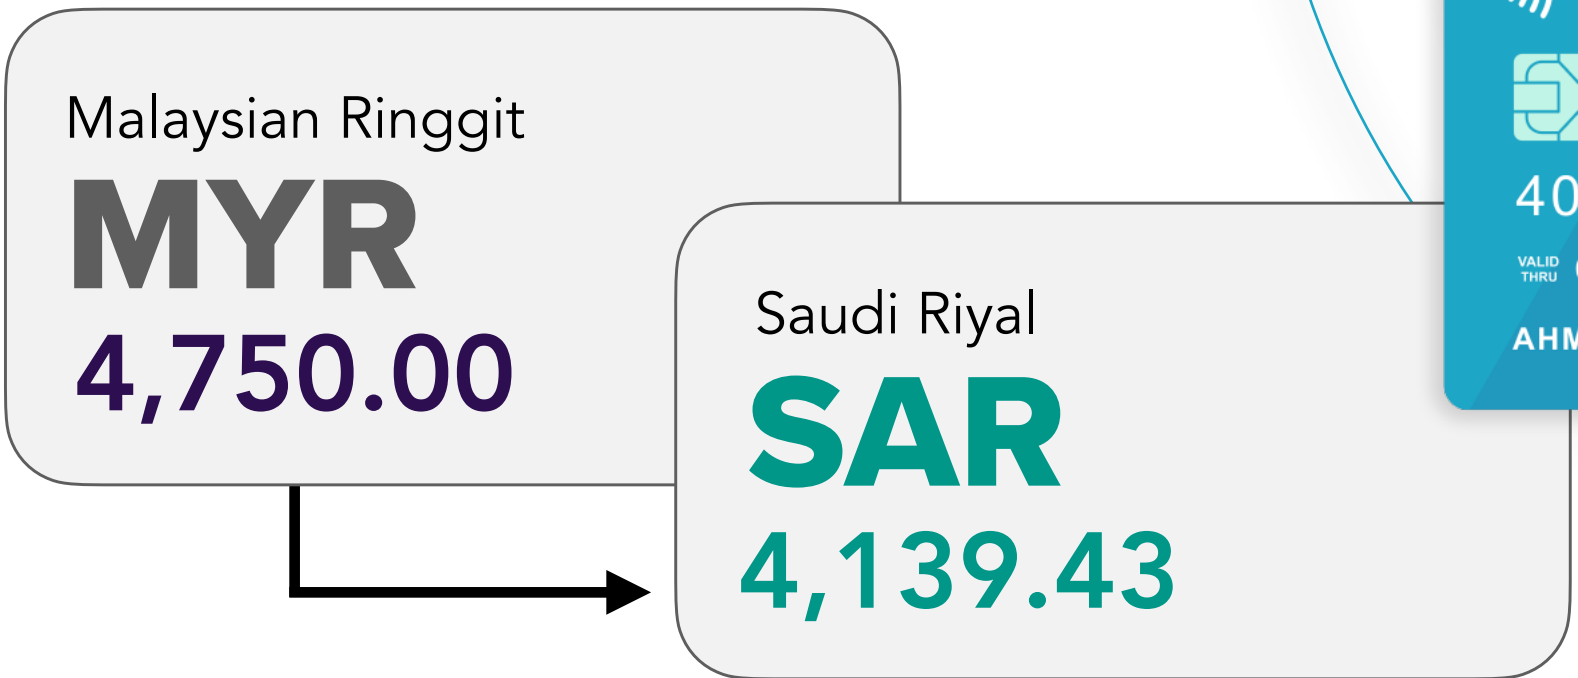 Malaysian Ringgit
MYR
4,750.00
Saudi Riyal
SAR
4,139.43
40
VALID
THRU
AHM